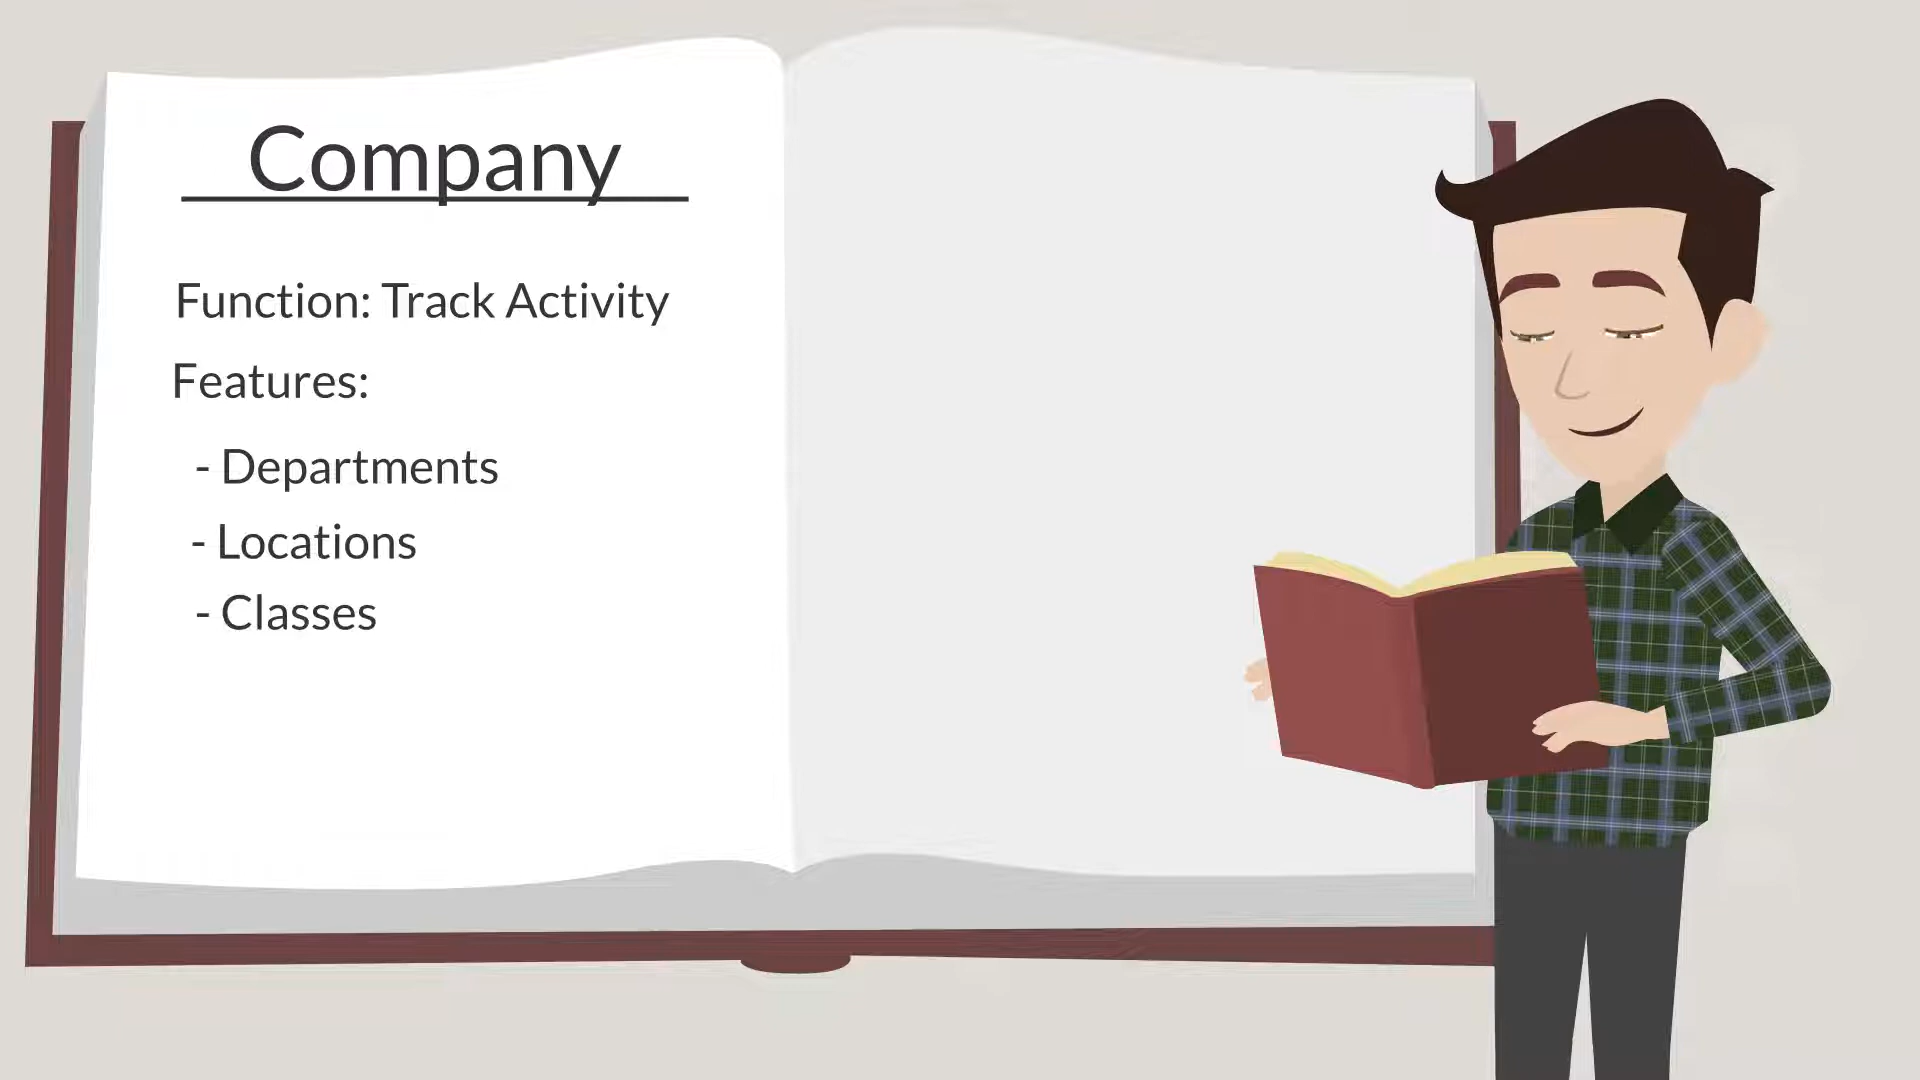 Company
Function: Track Activity
Features:
- Departments
- Locations
- Classes